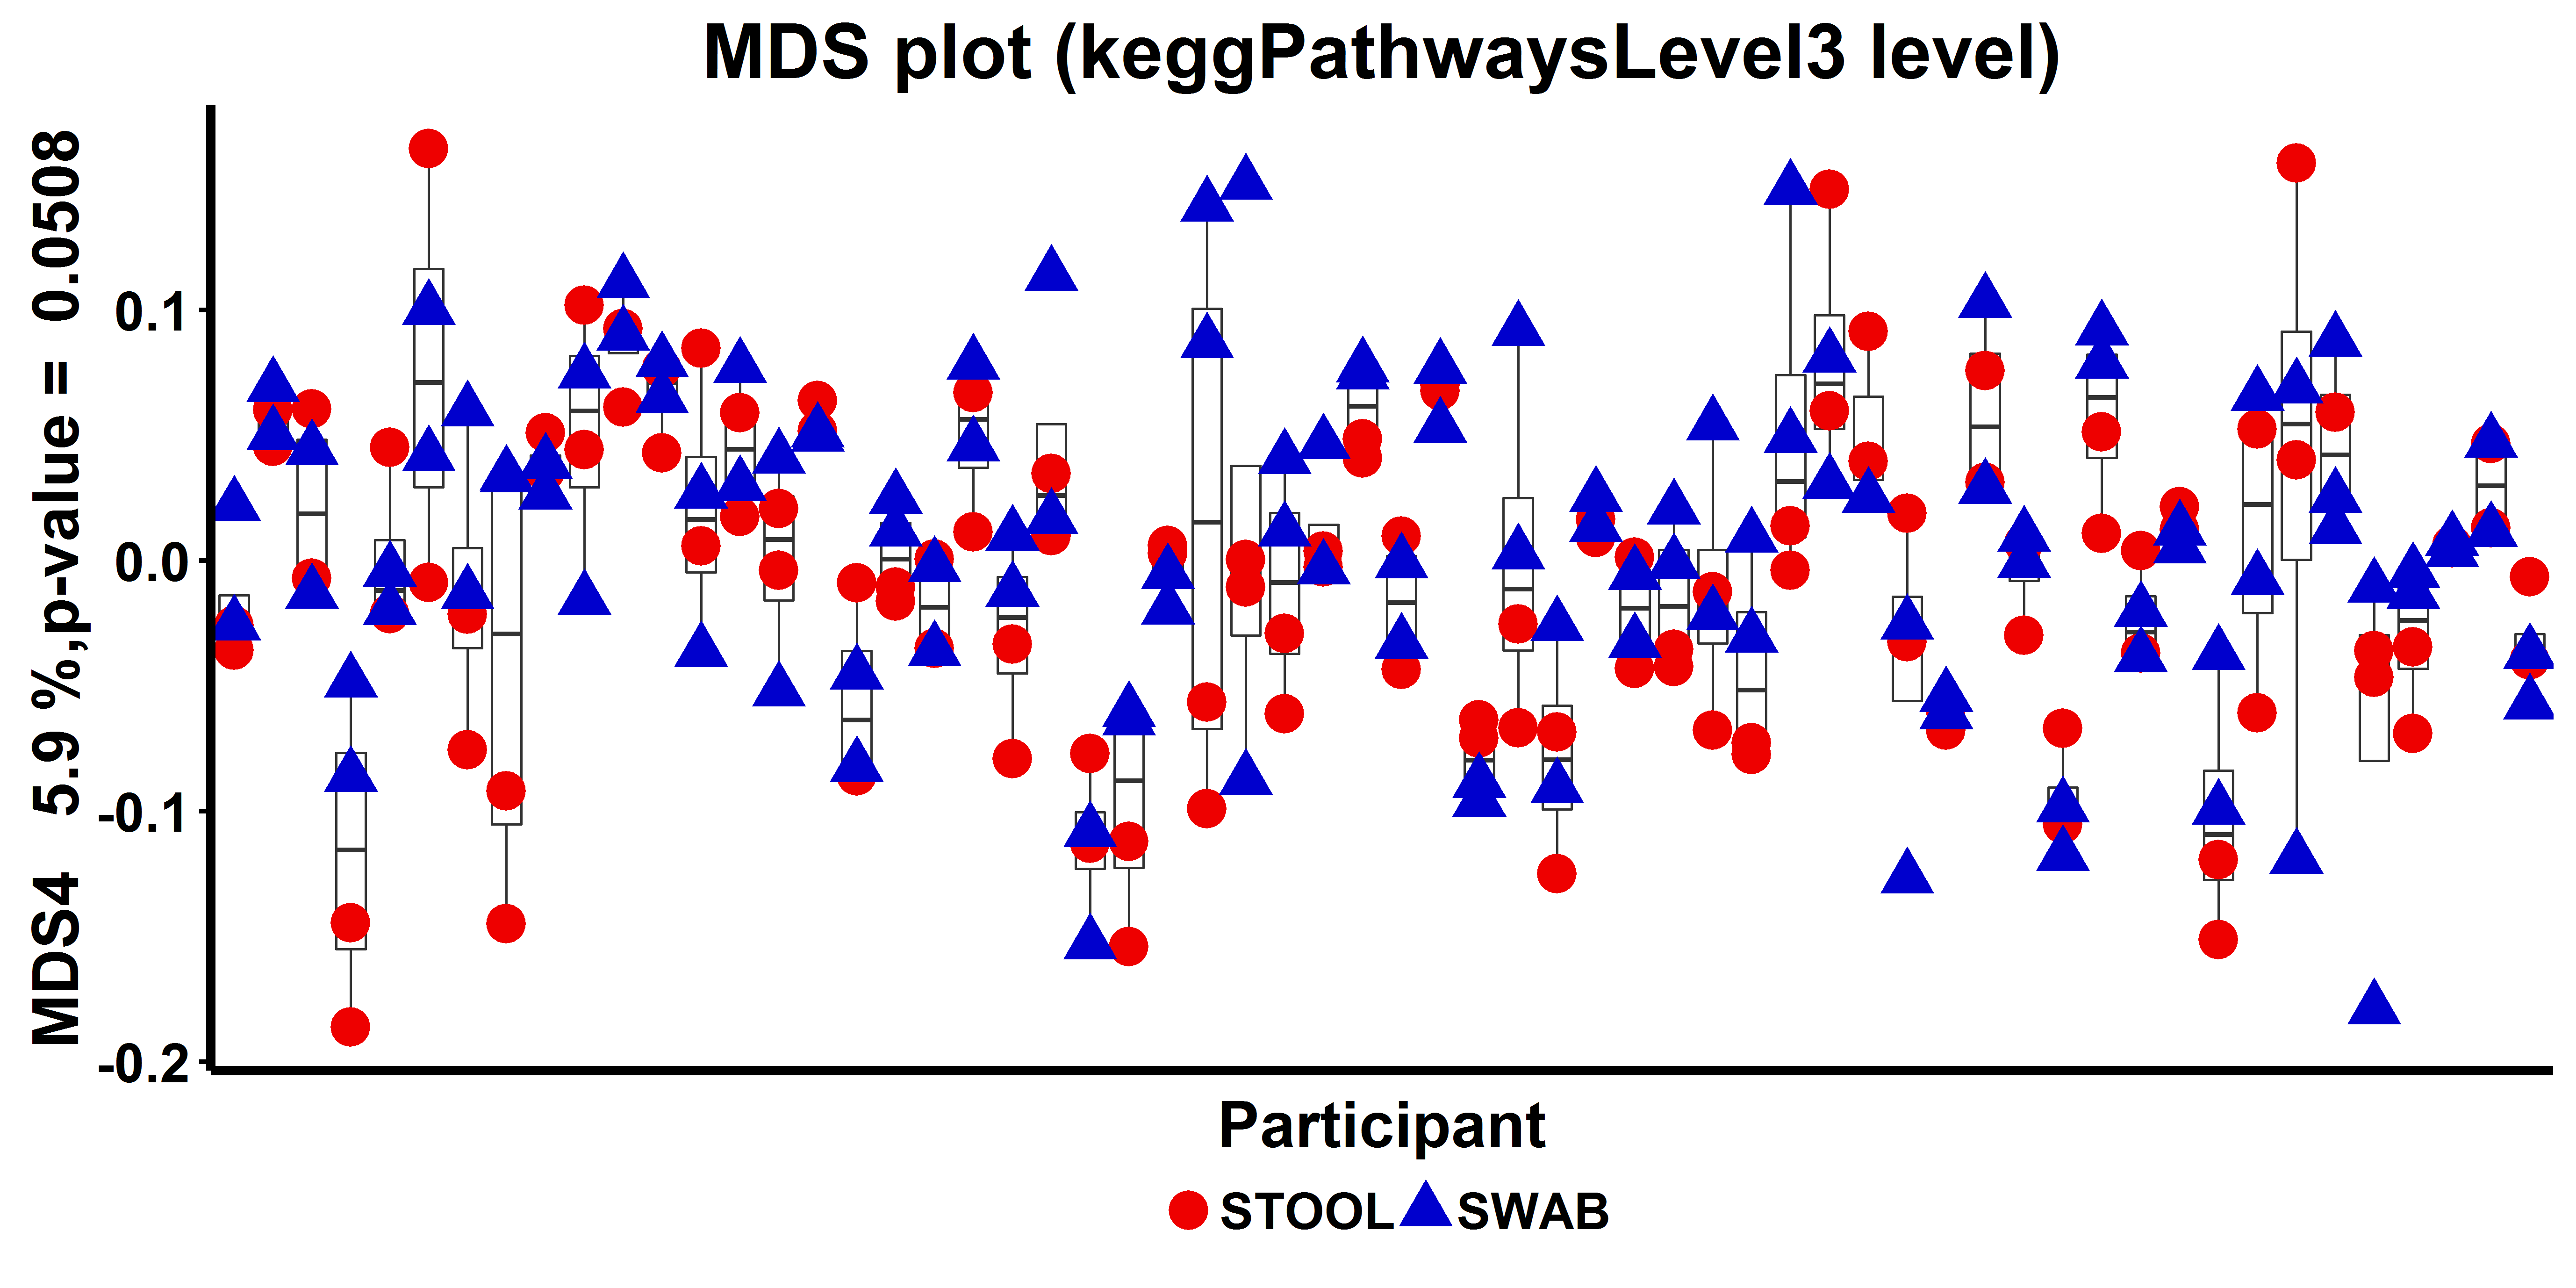 MDS plot (keggPathwaysLevel3 level)
MDS4 5.9 %,p-value = 0.0508
0.1
0.0
-0.1
-0.2
Participant
STOOL SWAB